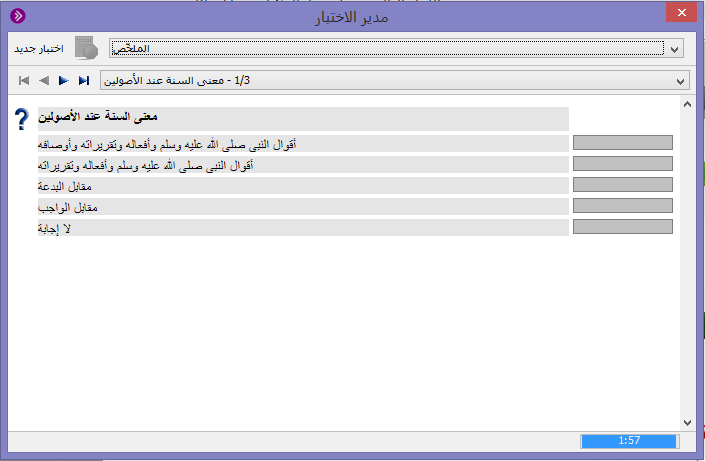 مدير الاختبار
اختبار جديد
الملخص
1/3 - معنى السنة عند الأصولين
معنى السنة عند الأصولين
أقوال النبي صلى الله عليه وسلم وأفعاله وتقريراته وأوصافه
أقوال النبي صلى الله عليه وسلم وأفعاله وتقريراته
مقابل البدعة
مقابل الواجب
لا إجابة
1:57